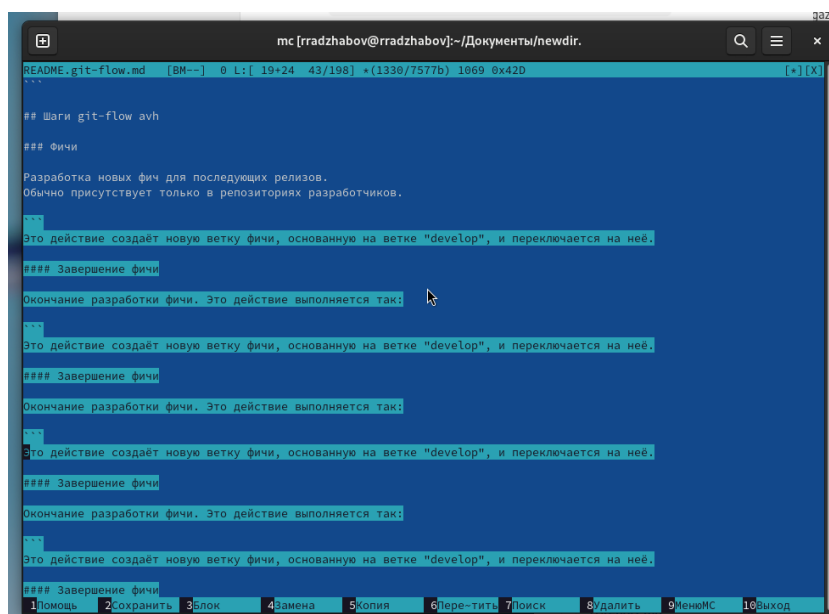 gaz
mc [rradzhabov@rradzhabov]:~/Документы/newdir.
README.git-flow.md [BM--] 0 L:[ 19+24 43/198] *(1330/7577b) 1069 0x42D [*][X]
```
## Шаги git-flow avh
### Фичи
Разработка новых фич для последующих релизов.
Обычно присутствует только в репозиториях разработчиков.
```
Это действие создаёт новую ветку фичи, основанную на ветке "develop", и переключается на неё.
#### Завершение фичи
Окончание разработки фичи. Это действие выполняется так:
```
Это действие создаёт новую ветку фичи, основанную на ветке "develop", и переключается на неё.
#### Завершение фичи
Окончание разработки фичи. Это действие выполняется так:
```
Это действие создаёт новую ветку фичи, основанную на ветке "develop", и переключается на неё.
#### Завершение фичи
Окончание разработки фичи. Это действие выполняется так:
```
Это действие создаёт новую ветку фичи, основанную на ветке "develop", и переключается на неё.
#### Завершение фичи
1Помощь 2Сохранить 3Блок 4Замена 5Копия 6Пере~тить 7Поиск 8Удалить 9МенюMC 10Выход